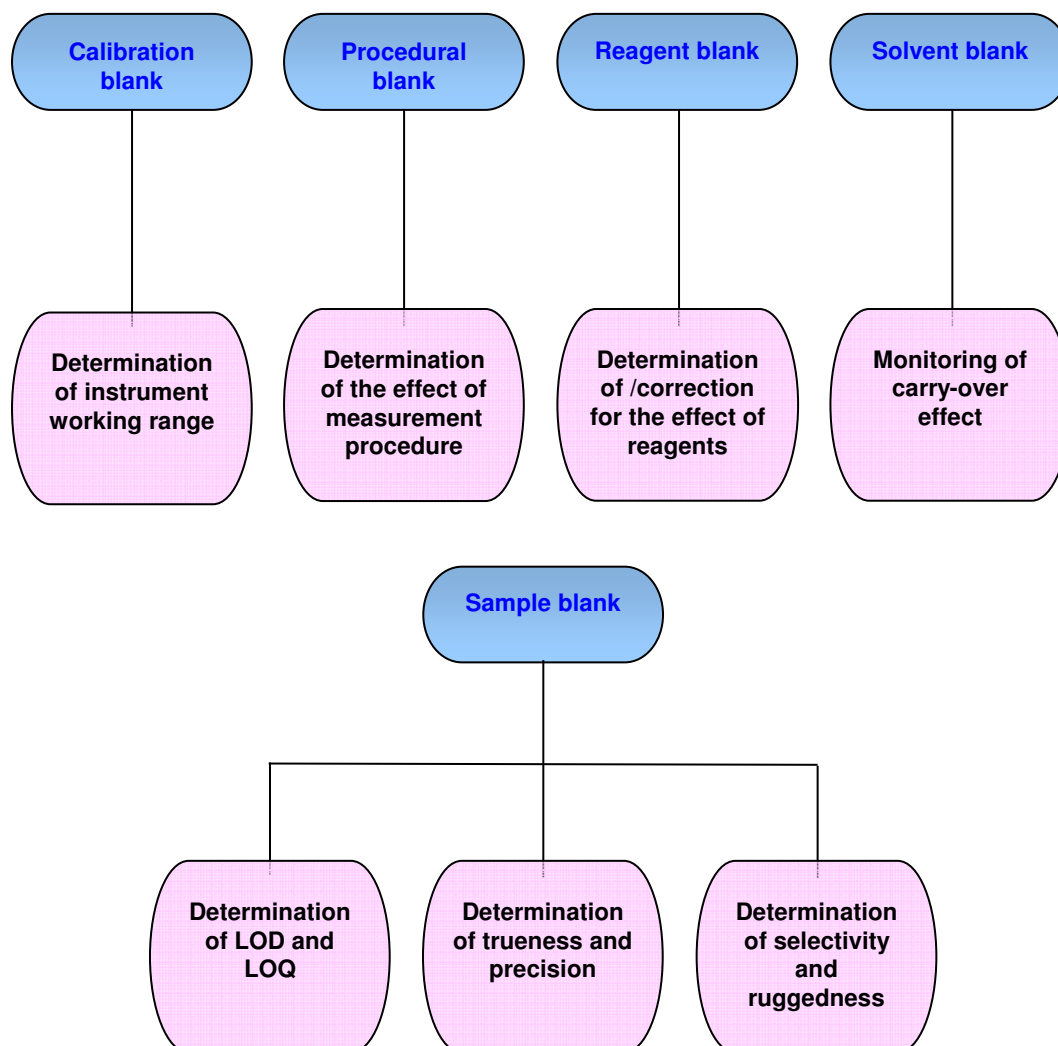 Calibration
blank
Procedural
blank
Reagent blank
Solvent blank
Determination
of instrument
working range
Determination
of the effect of
measurement
procedure
Determination
of /correction
for the effect of
reagents
Monitoring of
carry-over
effect
Sample blank
Determination
of LOD and
LOQ
Determination
of trueness and
precision
Determination
of selectivity
and
ruggedness